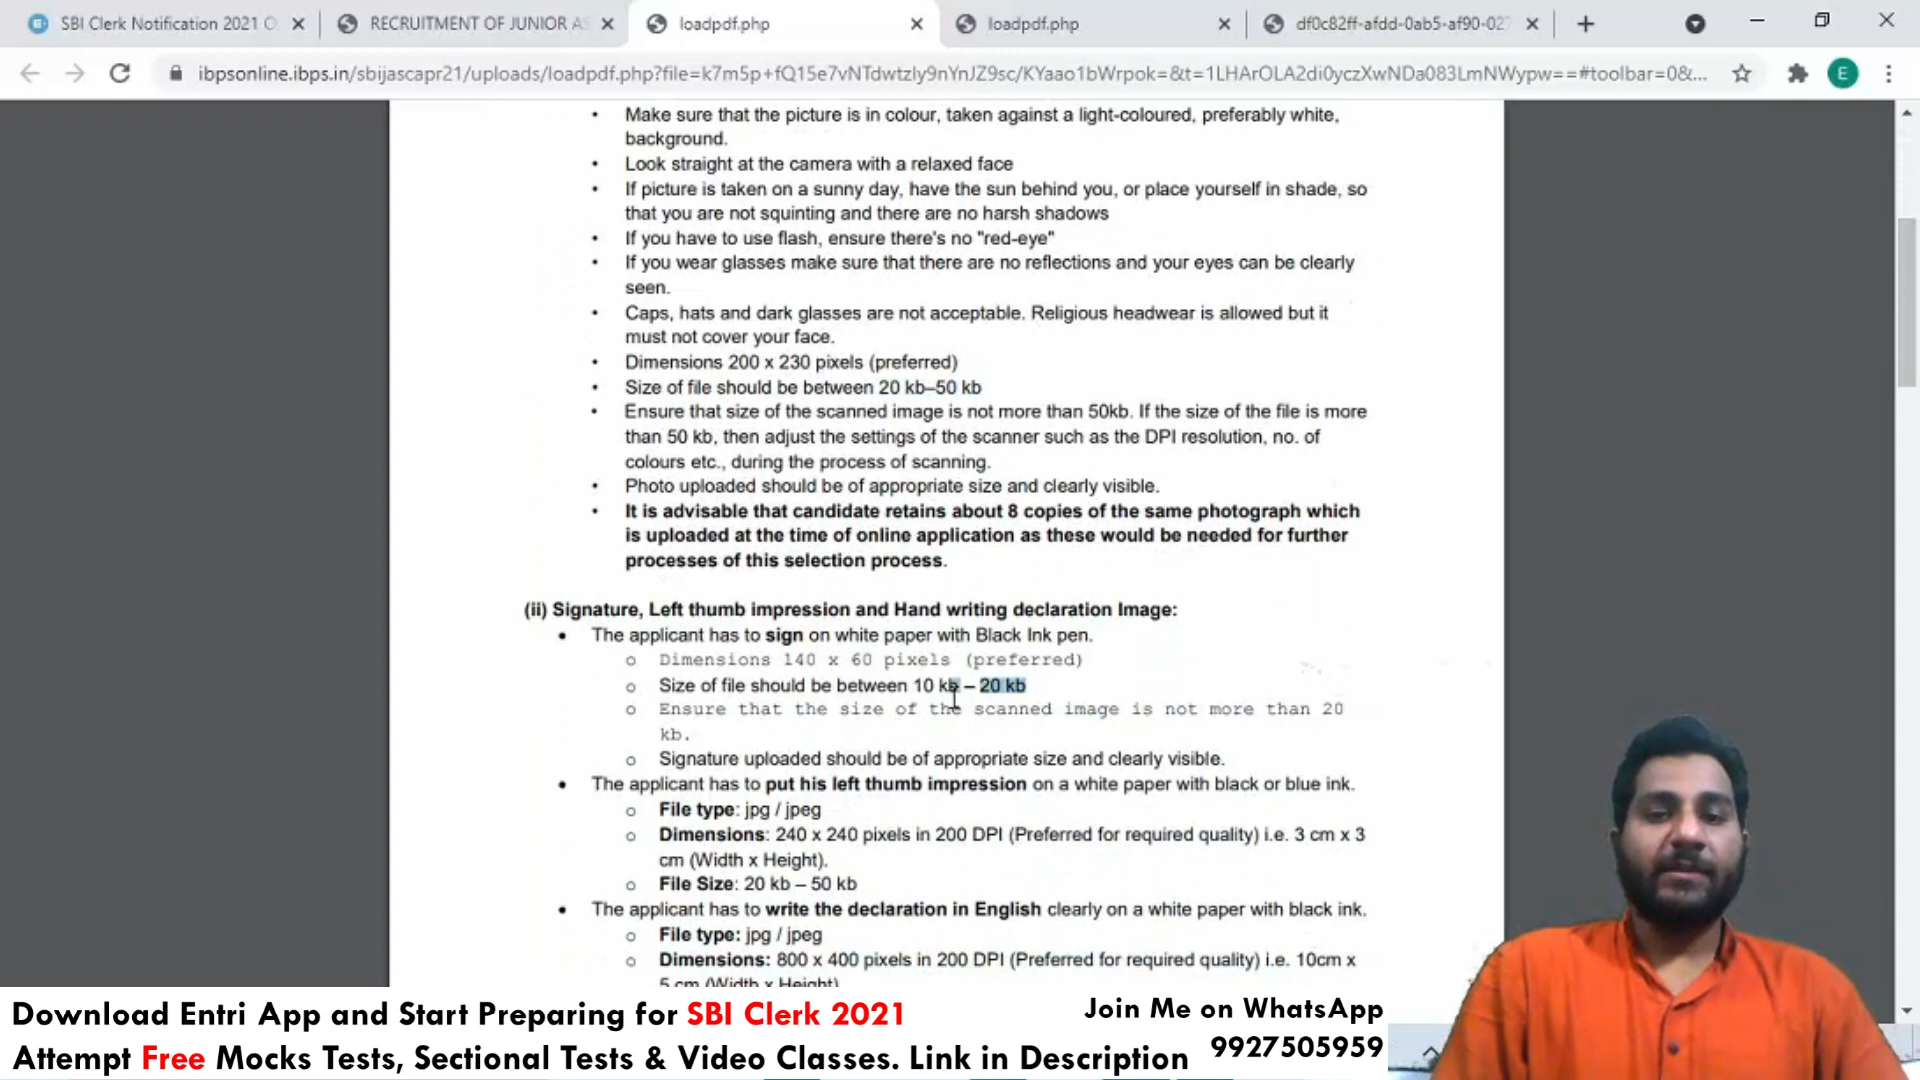 SBI Clerk Notification 2021 O
RECRUITMENT OF JUNIOR AS
loadpdf.php
loadpdf.php
df0c82ff-afdd-0ab5-af90-027
ibpsonline.ibps.in/sbijascapr21/uploads/loadpdf.php?file=k7m5p+fQ15e7vNTdwtzly9nYnJZ9sc/KYaao1bWrpok=&t=1LHArOLA2di0yczXwNDa083LmNWypw==#toolbar=0&...
E
• Make sure that the picture is in colour, taken against a light-coloured, preferably white,
background.
• Look straight at the camera with a relaxed face
• If picture is taken on a sunny day, have the sun behind you, or place yourself in shade, so
that you are not squinting and there are no harsh shadows
• If you have to use flash, ensure there's no "red-eye"
• If you wear glasses make sure that there are no reflections and your eyes can be clearly
seen.
• Caps, hats and dark glasses are not acceptable. Religious headwear is allowed but it
must not cover your face.
• Dimensions 200 x 230 pixels (preferred)
• Size of file should be between 20 kb–50 kb
• Ensure that size of the scanned image is not more than 50kb. If the size of the file is more
than 50 kb, then adjust the settings of the scanner such as the DPI resolution, no. of
colours etc., during the process of scanning.
• Photo uploaded should be of appropriate size and clearly visible.
• It is advisable that candidate retains about 8 copies of the same photograph which
is uploaded at the time of online application as these would be needed for further
processes of this selection process.
(ii) Signature, Left thumb impression and Hand writing declaration Image:
• The applicant has to sign on white paper with Black Ink pen.
o Dimensions 140 x 60 pixels (preferred)
o Size of file should be between 10 kb – 20 kb
o Ensure that the size of the scanned image is not more than 20
kb.
o Signature uploaded should be of appropriate size and clearly visible.
• The applicant has to put his left thumb impression on a white paper with black or blue ink.
o File type: jpg / jpeg
o Dimensions: 240 x 240 pixels in 200 DPI (Preferred for required quality) i.e. 3 cm x 3
cm (Width x Height).
o File Size: 20 kb – 50 kb
• The applicant has to write the declaration in English clearly on a white paper with black ink.
o File type: jpg / jpeg
o Dimensions: 800 x 400 pixels in 200 DPI (Preferred for required quality) i.e. 10cm x
5 cm (Width x Height)
Download Entri App and Start Preparing for SBI Clerk 2021
Attempt Free Mocks Tests, Sectional Tests & Video Classes. Link in Description
Join Me on WhatsApp
9927505959